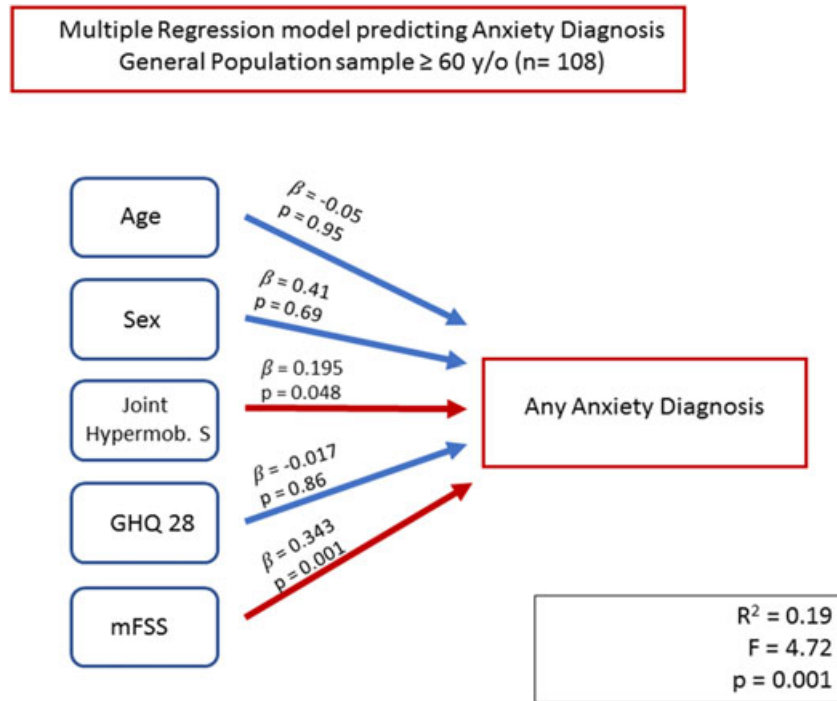 Multiple Regression model predicting Anxiety Diagnosis
General Population sample ≥ 60 y/o (n= 108)
Age
β = -0.05
p = 0.95
Sex
β = 0.41
p = 0.69
Joint
Hypermob. S
β = 0.195
p = 0.048
GHQ 28
β = -0.017
p = 0.86
mFSS
β = 0.343
p = 0.001
Any Anxiety Diagnosis
R² = 0.19
F = 4.72
p = 0.001